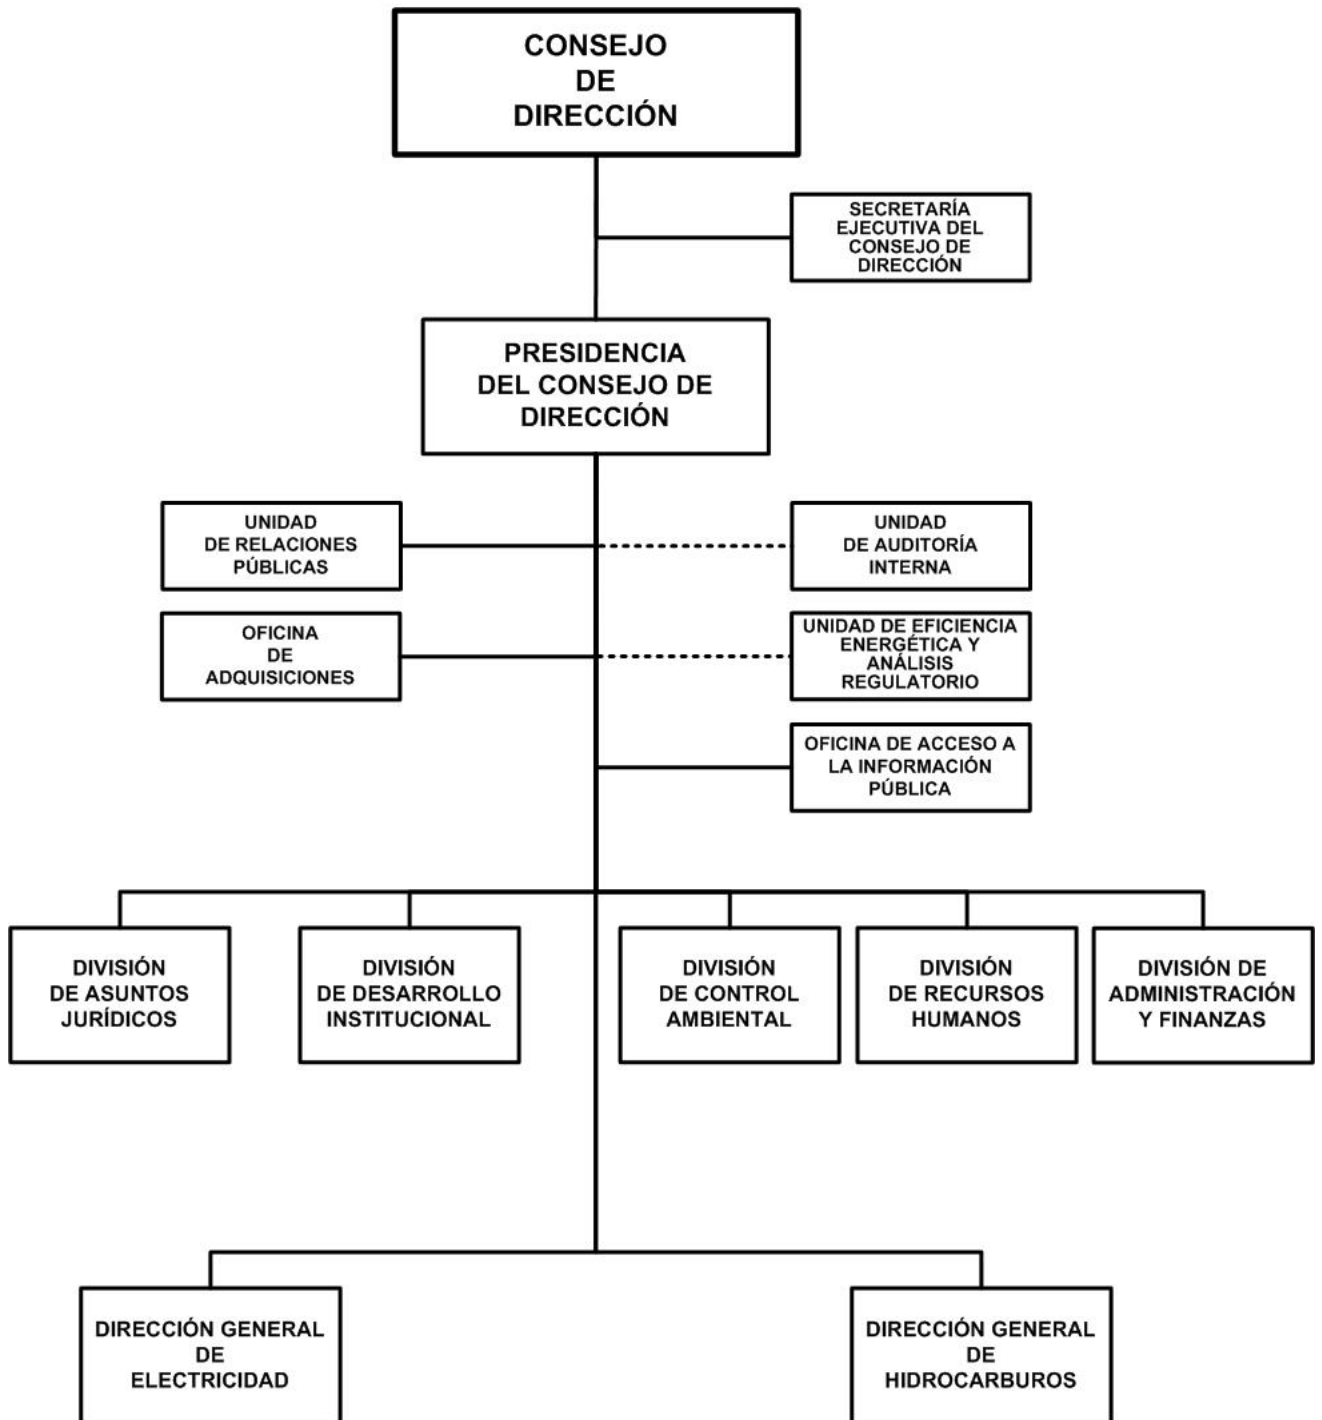 CONSEJO
DE
DIRECCIÓN
SECRETARÍA
EJECUTIVA DEL
CONSEJO DE
DIRECCIÓN
PRESIDENCIA
DEL CONSEJO DE
DIRECCIÓN
UNIDAD
DE RELACIONES
PÚBLICAS
UNIDAD
DE AUDITORÍA
INTERNA
OFICINA
DE
ADQUISICIONES
UNIDAD DE EFICIENCIA
ENERGÉTICA Y
ANÁLISIS
REGULATORIO
OFICINA DE ACCESO A
LA INFORMACIÓN
PÚBLICA
DIVISIÓN
DE ASUNTOS
JURÍDICOS
DIVISIÓN
DE DESARROLLO
INSTITUCIONAL
DIVISIÓN
DE CONTROL
AMBIENTAL
DIVISIÓN
DE RECURSOS
HUMANOS
DIVISIÓN DE
ADMINISTRACIÓN
Y FINANZAS
DIRECCIÓN GENERAL
DE
ELECTRICIDAD
DIRECCIÓN GENERAL
DE
HIDROCARBUROS